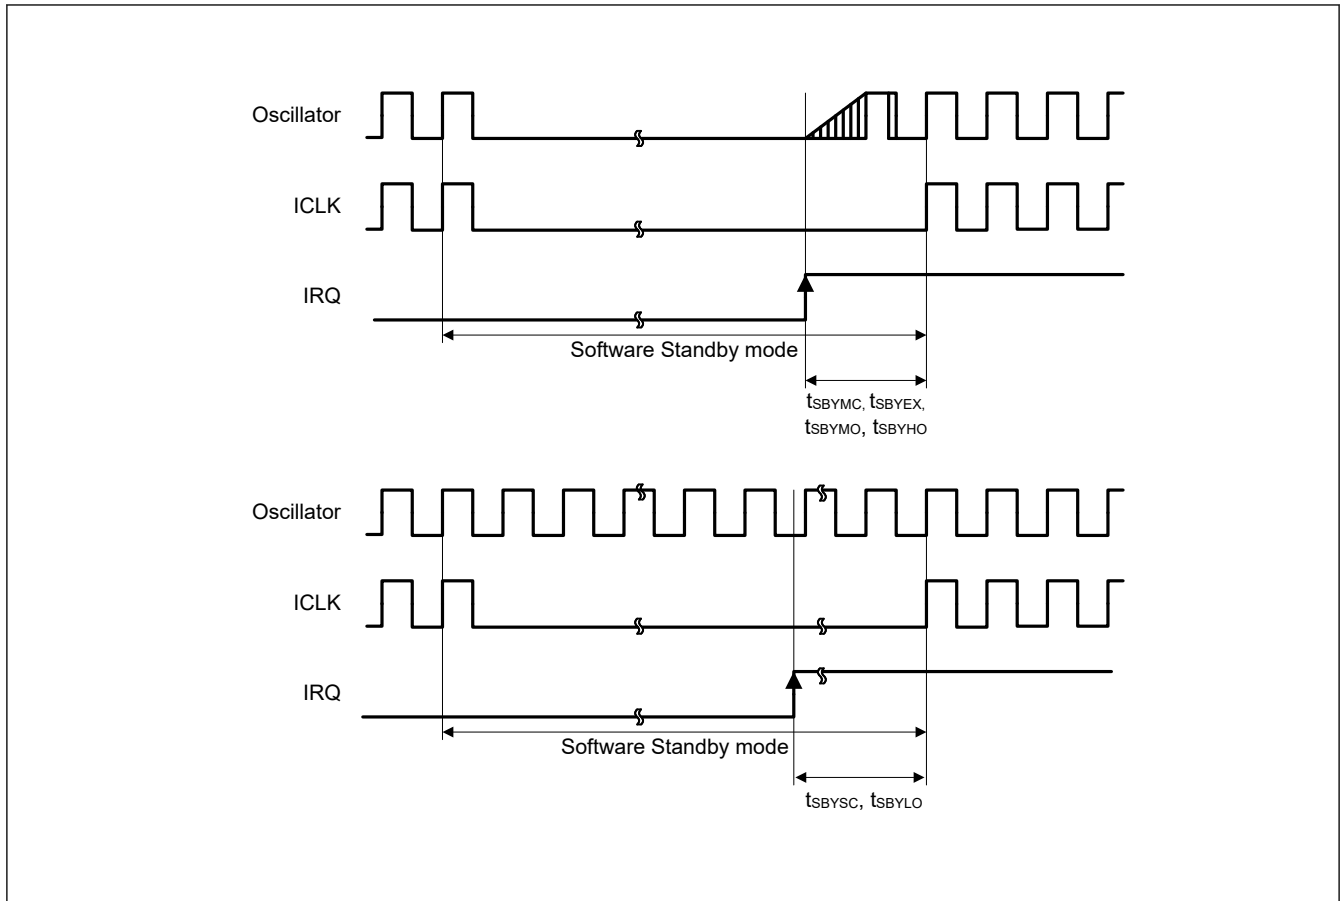 Oscillator
ICLK
IRQ
Software Standby mode
tSBYMC, tSBYEX,
tSBYMO, tSBYHO
Oscillator
ICLK
IRQ
Software Standby mode
tSBYSC, tSBYLO